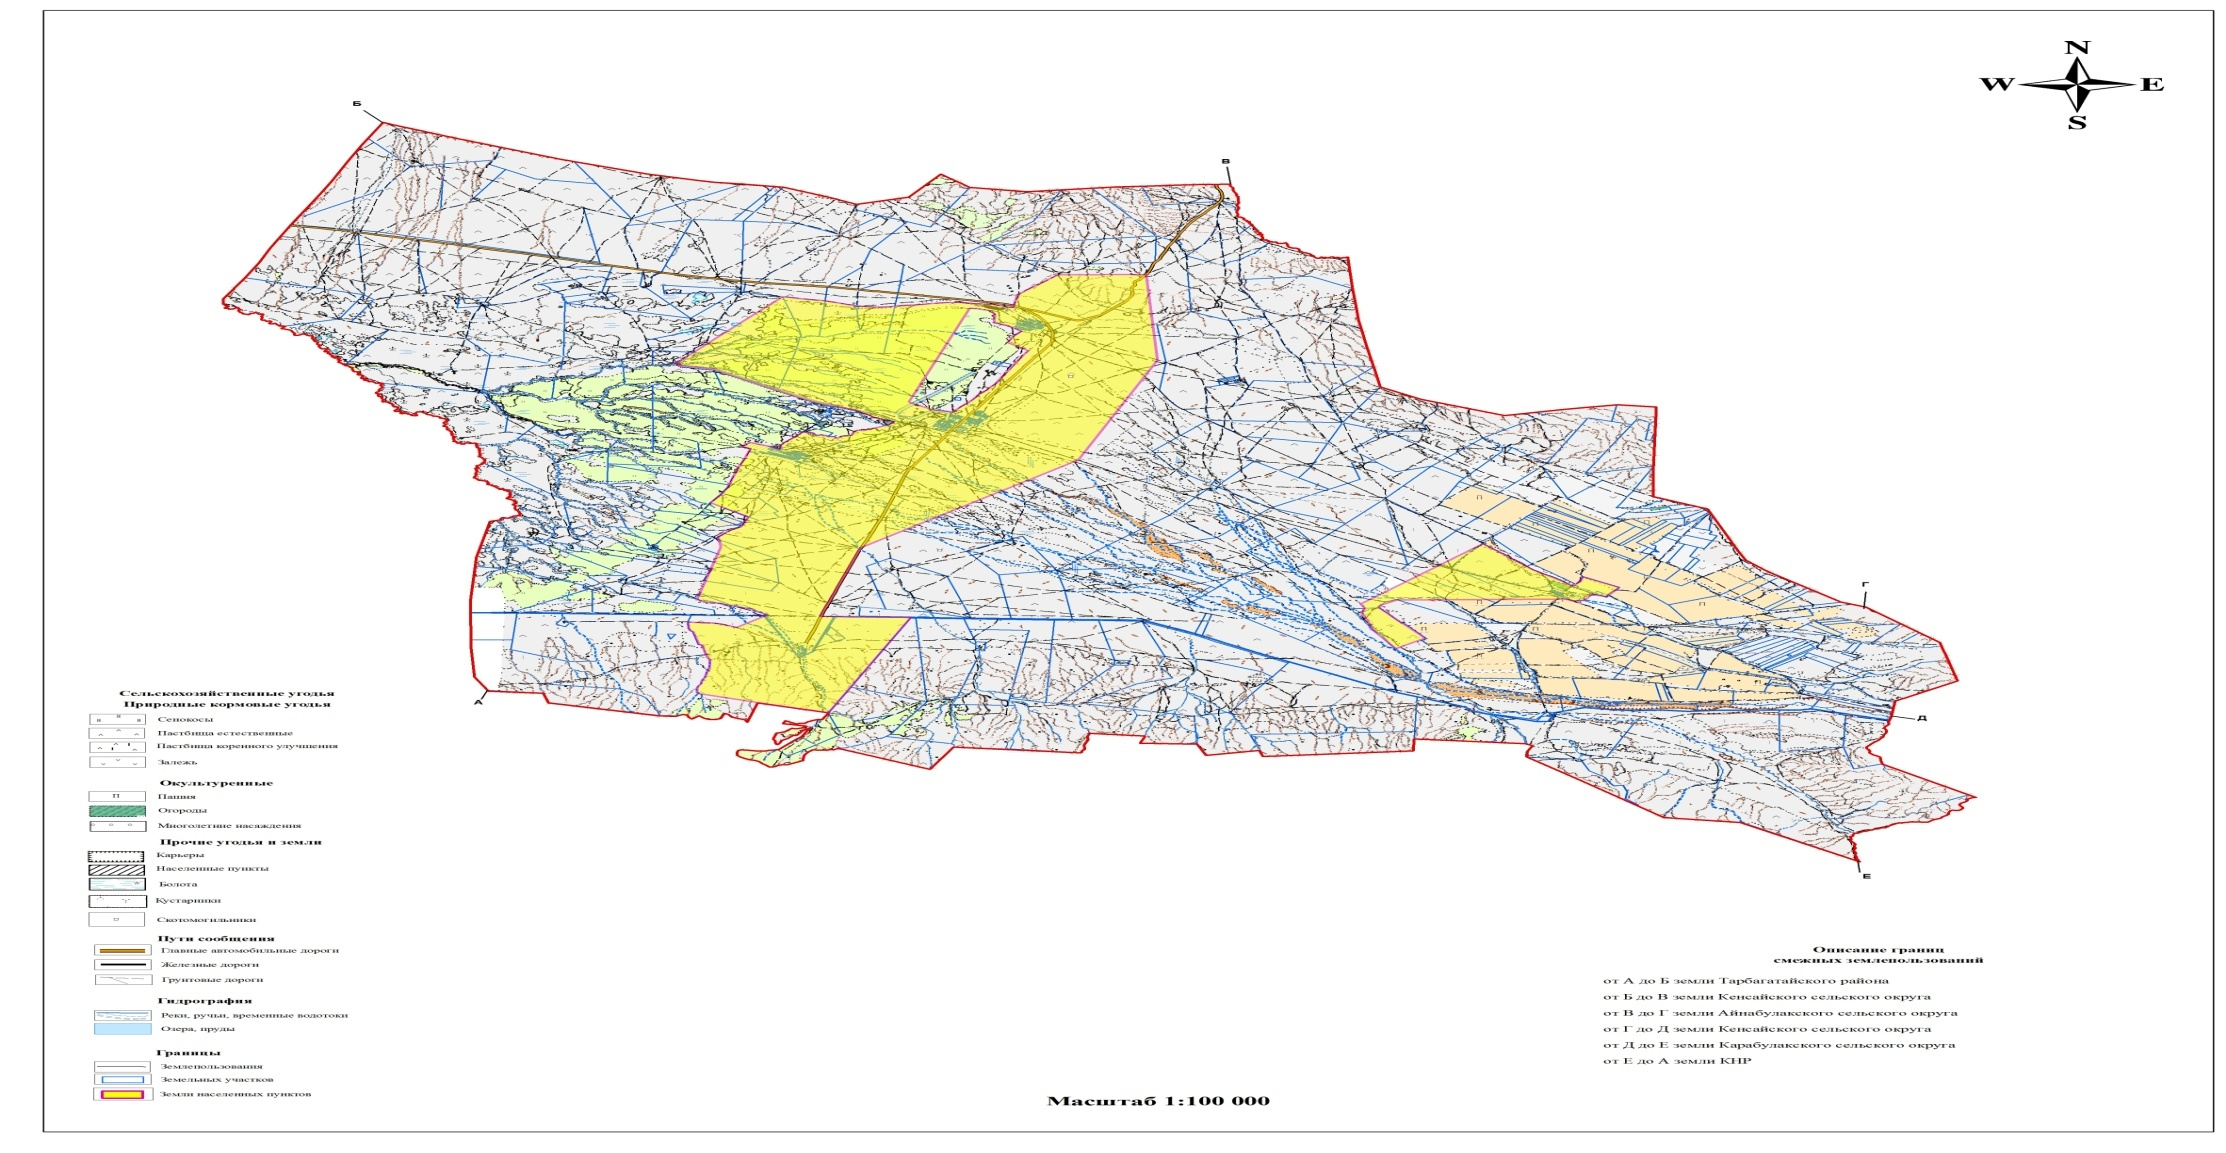 N
W E
S
Б
В
Г
Д
А
Е
Сельскохозяйственные угодья
Природные кормовые угодья
Сенокосы
Пастбища естественные
Пастбища коренного улучшения
Залежь
Окультуренные
Пашня
Огороды
Многолетние насаждения
Прочие угодья и земли
Карьеры
Населенные пункты
Болота
Кустарники
Скотомогильники
Пути сообщения
Главные автомобильные дороги
Железные дороги
Грунтовые дороги
Гидрография
Реки, ручьи, временные водотоки
Озера, пруды
Границы
Землепользования
Земельных участков
Земли населенных пунктов
Описание границ
смежных землепользований
от А до Б земли Тарбагатайского района
от Б до В земли Кенсайского сельского округа
от В до Г земли Айнабулакского сельского округа
от Г до Д земли Кенсайского сельского округа
от Д до Е земли Карабулакского сельского округа
от Е до А земли КНР
Масштаб 1:100 000